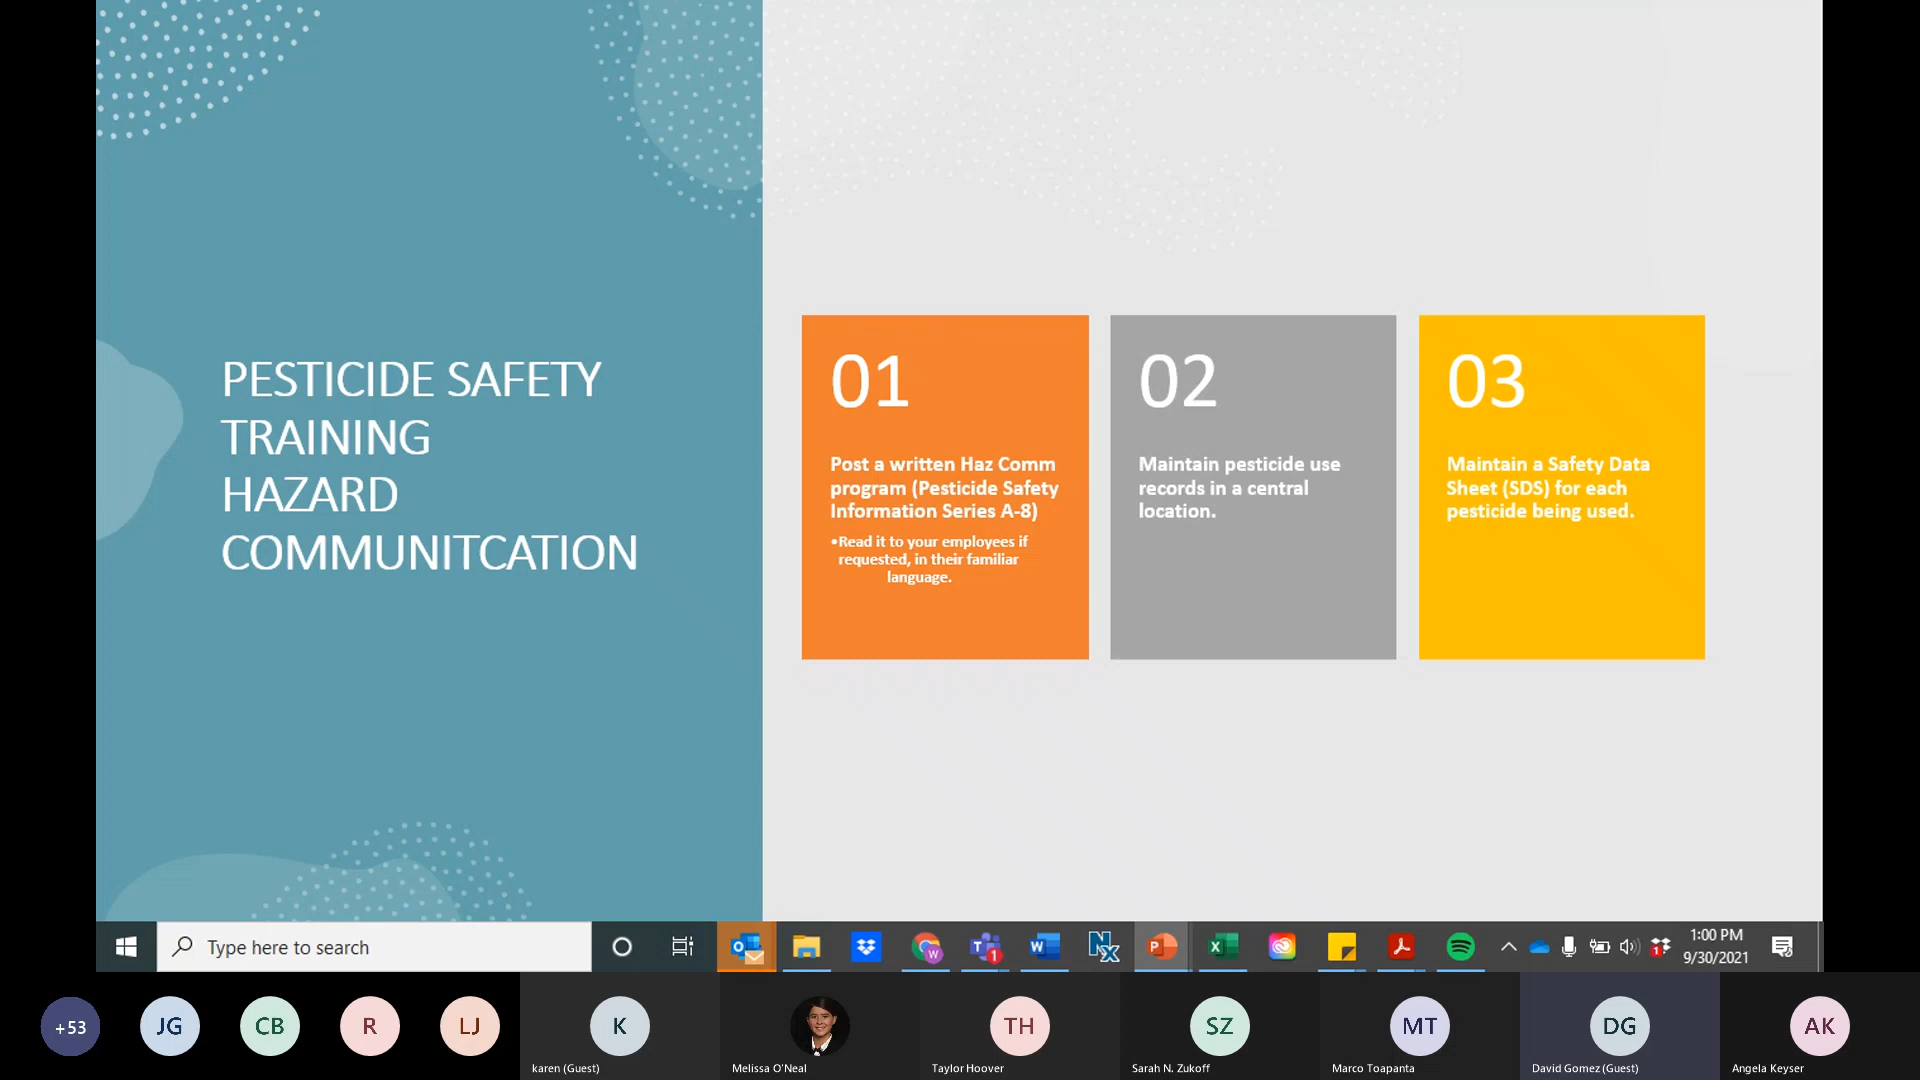 PESTICIDE SAFETY
TRAINING
HAZARD
COMMUNITCATION
01
Post a written Haz Comm
program (Pesticide Safety
Information Series A-8)
•Read it to your employees if
requested, in their familiar
language.
02
Maintain pesticide use
records in a central
location.
03
Maintain a Safety Data
Sheet (SDS) for each
pesticide being used.
Type here to search
1:00 PM
9/30/2021
+53
JG
CB
R
LJ
K
karen (Guest)
Melissa O'Neal
TH
Taylor Hoover
SZ
Sarah N. Zukoff
MT
Marco Toapanta
DG
David Gomez (Guest)
AK
Angela Keyser